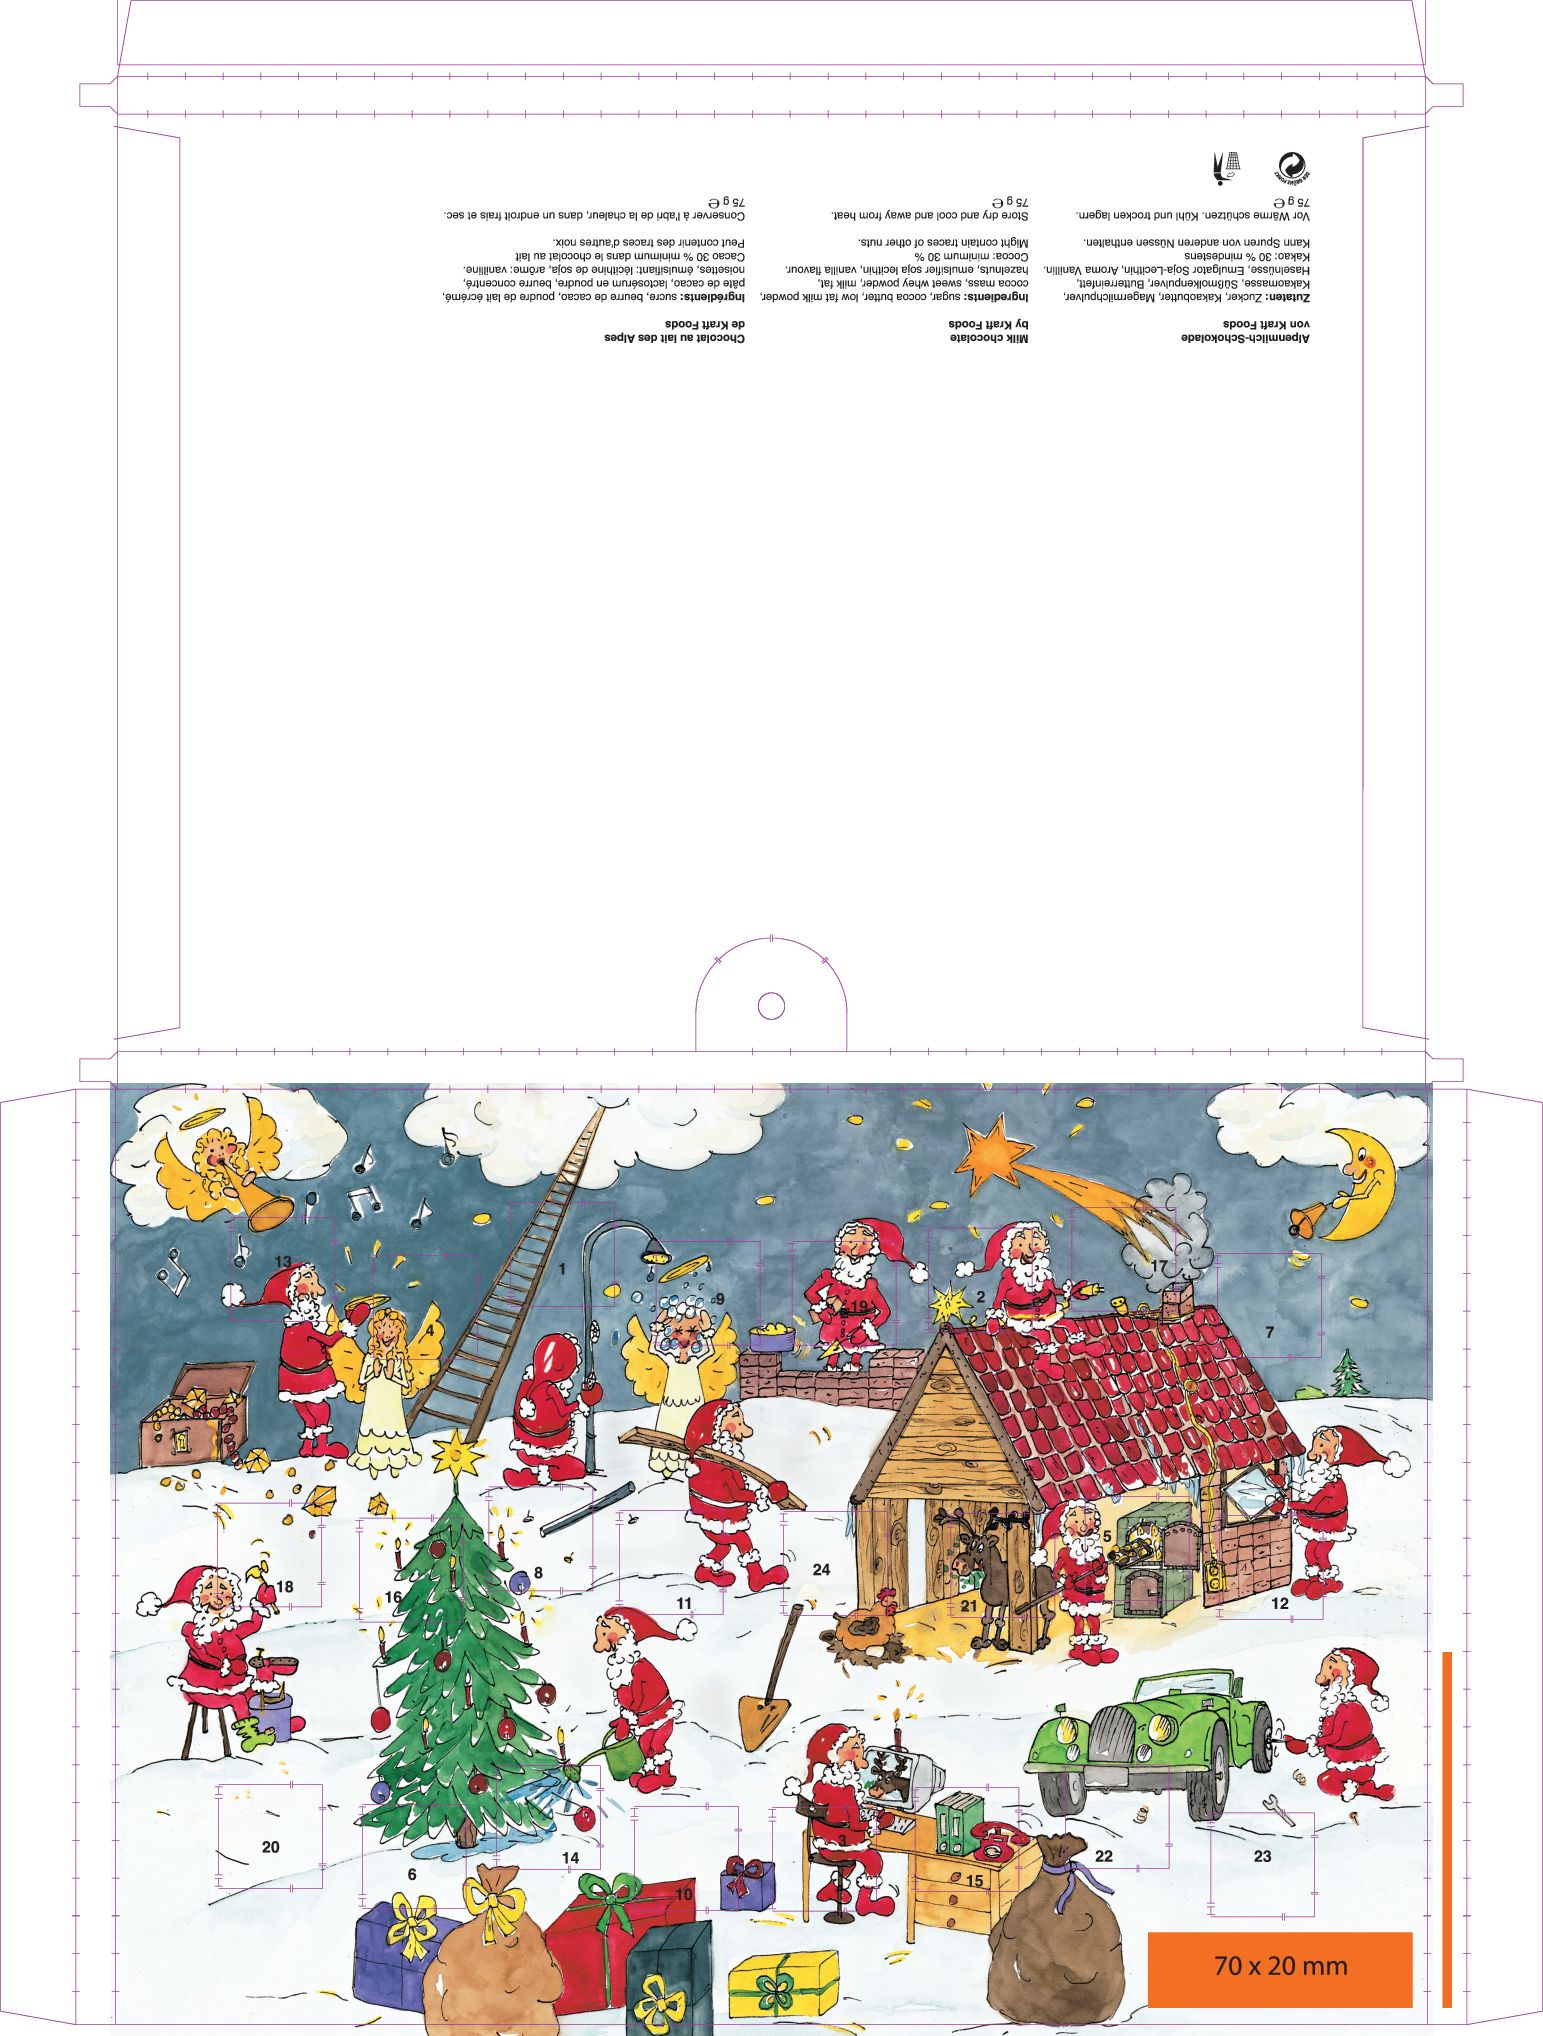 Alpenmilch-Schokolade
von Kraft Foods
Zutaten: Zucker, Kakaobutter, Magermilchpulver,
Kakaomasse, Süßmolkenpulver, Butterreinfett,
Haselnüsse, Emulgator Soja-Lecithin, Aroma Vanillin.
Kakao: 30 % mindestens
Kann Spuren von anderen Nüssen enthalten.
Vor Wärme schützen. Kühl und trocken lagern.
75 g ℮
DER GRÜNE PUNKT
Milk chocolate
by Kraft Foods
Ingredients: sugar, cocoa butter, low fat milk powder,
cocoa mass, sweet whey powder, milk fat,
hazelnuts, emulsifier soja lecithin, vanilla flavour.
Cocoa: minimum 30 %
Might contain traces of other nuts.
Store dry and cool and away from heat.
75 g ℮
Chocolat au lait des Alpes
de Kraft Foods
Ingrédients: sucre, beurre de cacao, poudre de lait écrémé,
pâte de cacao, lactosérum en poudre, beurre concentré,
noisettes, émulsifiant: lécithine de soja, arôme: vanilline.
Cacao 30 % minimum dans le chocolat au lait
Peut contenir des traces d'autres noix.
Conserver à l'abri de la chaleur, dans un endroit frais et sec.
75 g ℮
13
1
17
9
19
2
4
7
5
8
24
18
16
11
21
12
3
20
6
14
10
15
22
23
70 x 20 mm